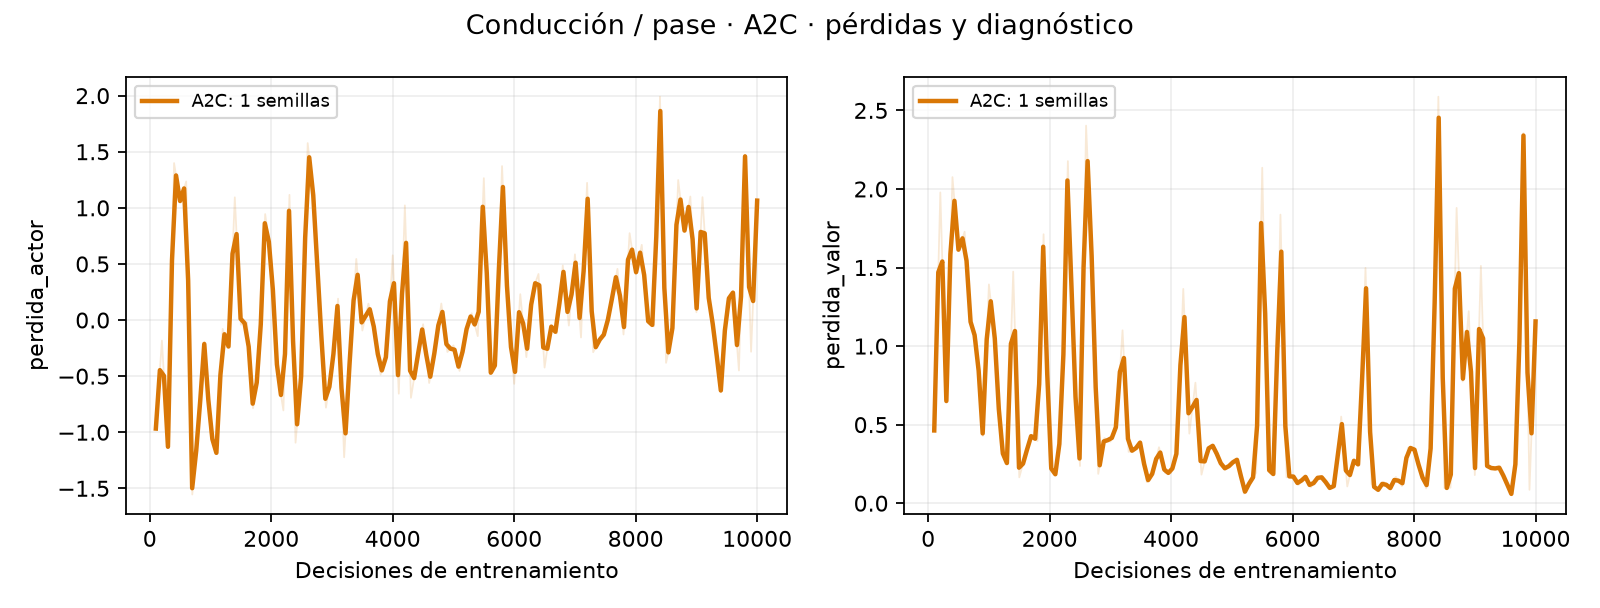 Conducción / pase · A2C · pérdidas y diagnóstico
A2C: 1 semillas
2.0
1.5
1.0
0.5
0.0
−0.5
−1.0
−1.5
perdida_actor
0 2000 4000 6000 8000 10000
Decisiones de entrenamiento
A2C: 1 semillas
2.5
2.0
1.5
1.0
0.5
0.0
perdida_valor
0 2000 4000 6000 8000 10000
Decisiones de entrenamiento